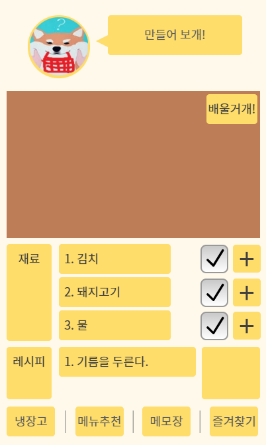 ?
만들어 보개!
배울거개!
재료
1. 김치
+
2. 돼지고기
+
3. 물
+
레시피
1. 기름을 두른다.
냉장고 메뉴추천 메모장 즐겨찾기